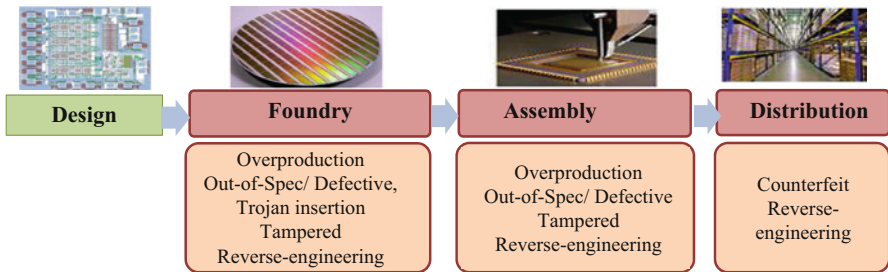 Design
Foundry
Assembly
Distribution
Overproduction
Out-of-Spec/ Defective,
Trojan insertion
Tampered
Reverse-engineering
Overproduction
Out-of-Spec/ Defective
Tampered
Reverse-engineering
Counterfeit
Reverse-
engineering